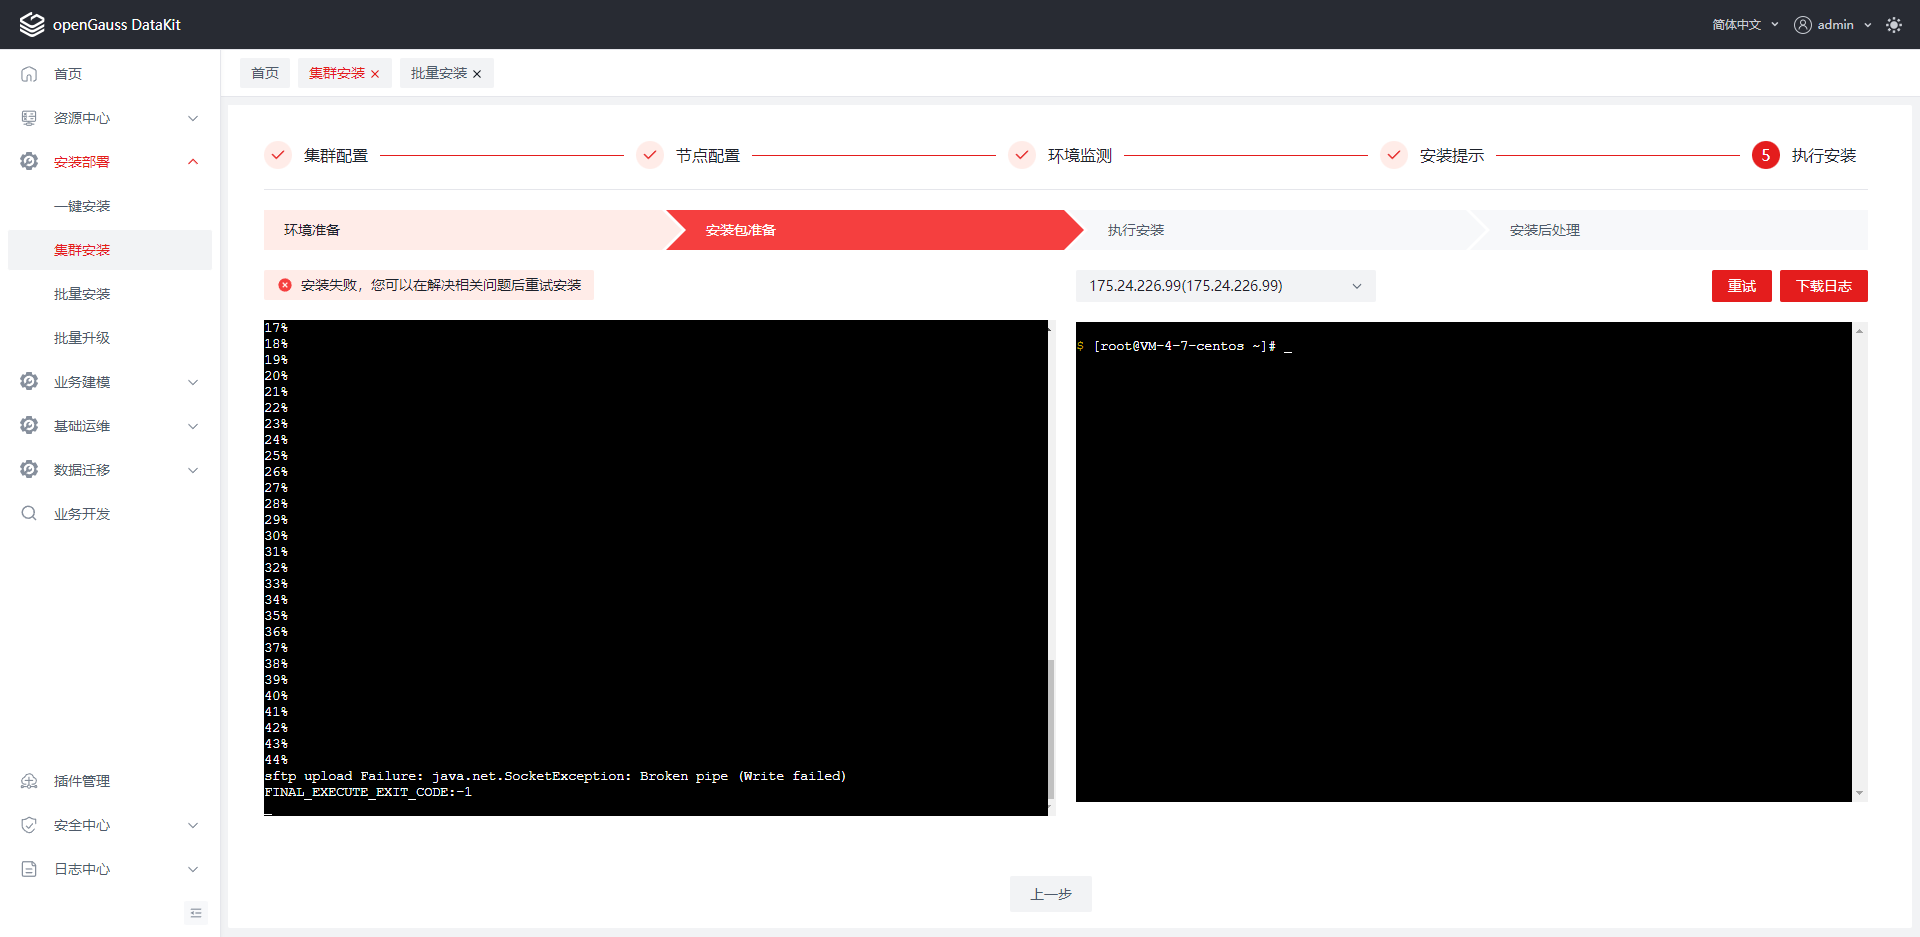 openGauss DataKit
简体中文
admin
首页
资源中心
安装部署
一键安装
集群安装
批量安装
批量升级
业务建模
基础运维
数据迁移
业务开发
插件管理
安全中心
日志中心
首页
集群安装
批量安装
集群配置
节点配置
环境监测
安装提示
5 执行安装
环境准备
安装包准备
执行安装
安装后处理
安装失败，您可以在解决相关问题后重试安装
175.24.226.99(175.24.226.99)
重试
下载日志
17%
18%
19%
20%
21%
22%
23%
24%
25%
26%
27%
28%
29%
30%
31%
32%
33%
34%
35%
36%
37%
38%
39%
40%
41%
42%
43%
44%
sftp upload Failure: java.net.SocketException: Broken pipe (Write failed)
FINAL_EXECUTE_EXIT_CODE:-1
_
$ [root@VM-4-7-centos ~]# _
上一步